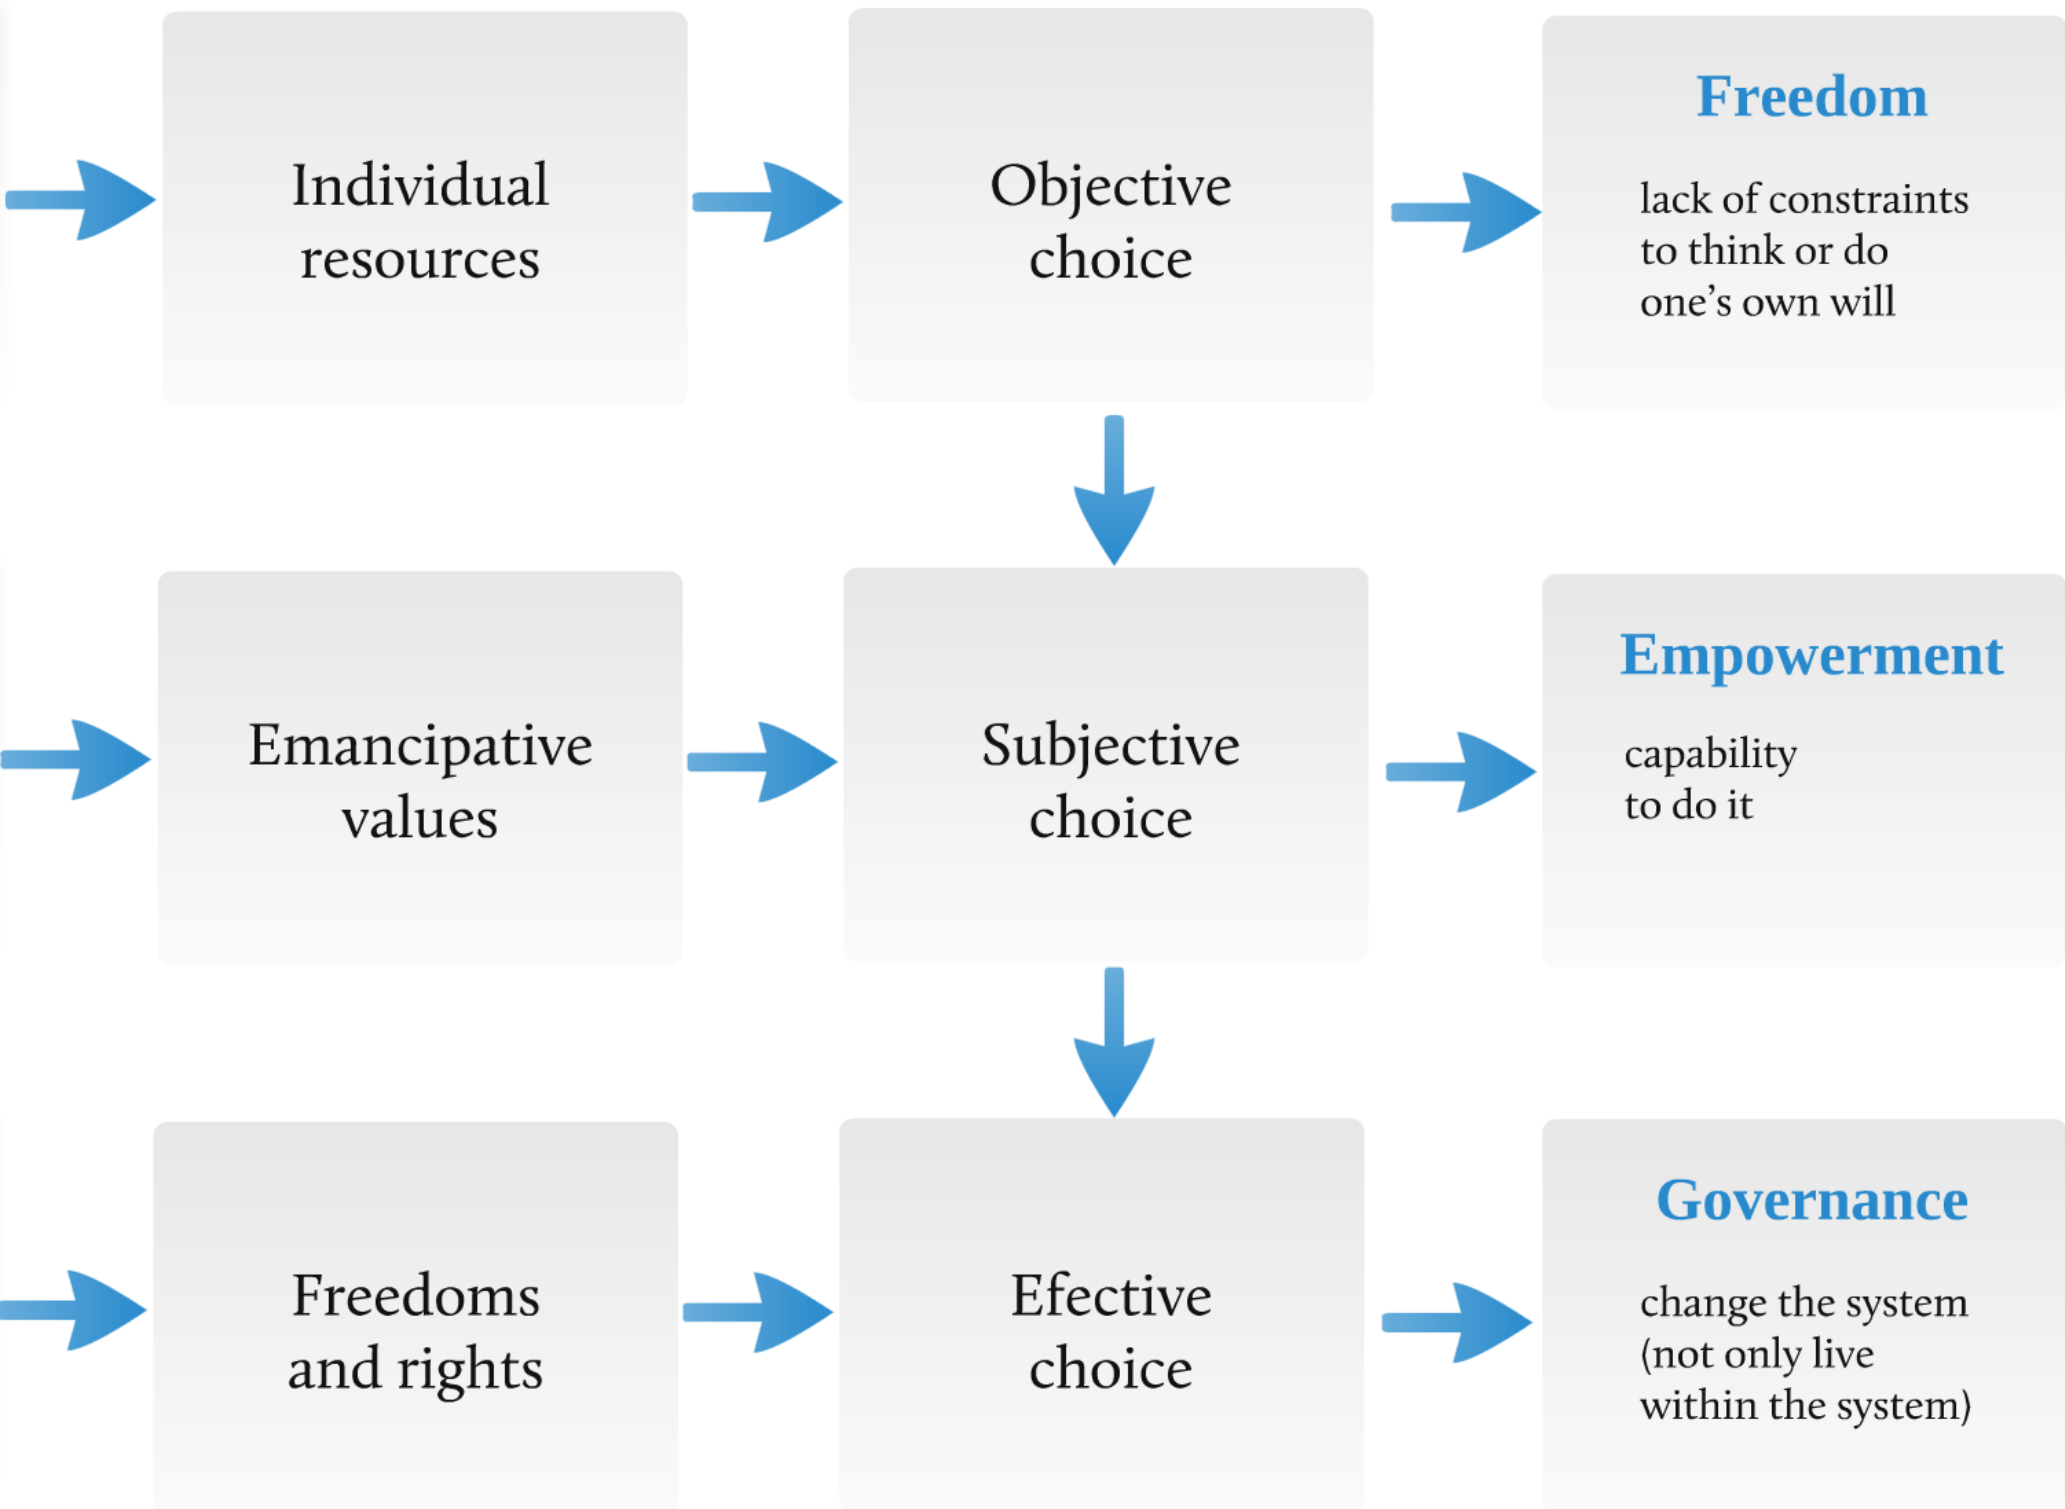 Individual
resources
Objective
choice
Freedom
lack of constraints
to think or do
one’s own will
Emancipative
values
Subjective
choice
Empowerment
capability
to do it
Freedoms
and rights
Efective
choice
Governance
change the system
(not only live
within the system)